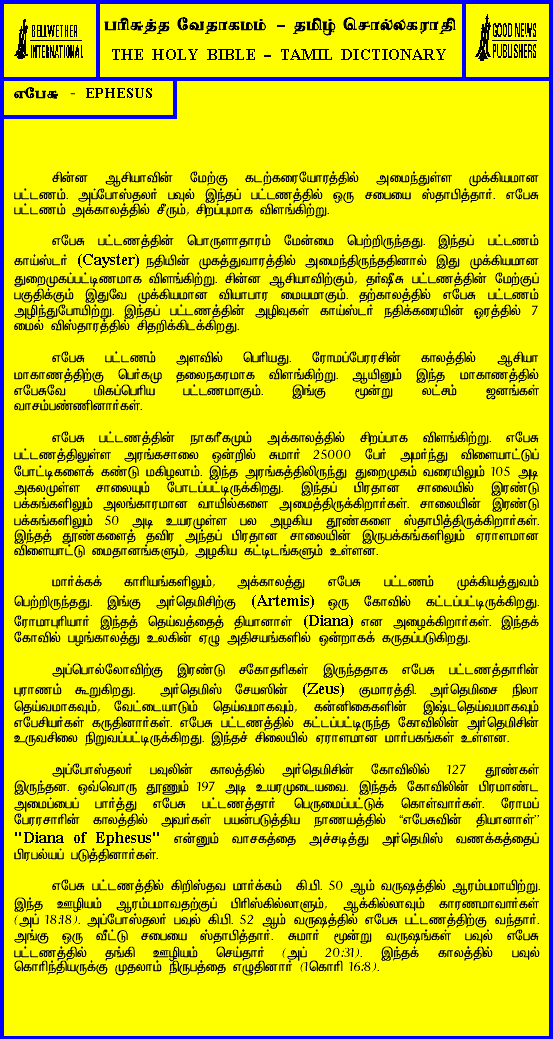 BELLWETHER
INTERNATIONAL
பரிசுத்த வேதாகமம் – தமிழ் சொல்லகராதி
THE HOLY BIBLE – TAMIL DICTIONARY
GOOD NEWS
PUBLISHERS
எபேசு - EPHESUS
சின்ன ஆசியாவின் மேற்கு கடற்கரையோரத்தில் அமைந்துள்ள முக்கியமான
பட்டணம். அப்போஸ்தலர் பவுல் இந்தப் பட்டணத்தில் ஒரு சபையை ஸ்தாபித்தார். எபேசு
பட்டணம் அக்காலத்தில் சீரும், சிறப்புமாக விளங்கிற்று.
எபேசு பட்டணத்தின் பொருளாதாரம் மேன்மை பெற்றிருந்தது. இந்தப் பட்டணம்
காய்ஸ்டர் (Cayster) நதியின் முகத்துவாரத்தில் அமைந்திருந்ததினால் இது முக்கியமான
துறைமுகப்பட்டிணமாக விளங்கிற்று. சின்ன ஆசியாவிற்கும், தர்ஷீசு பட்டணத்தின் மேற்குப்
பகுதிக்கும் இதுவே முக்கியமான வியாபார மையமாகும். தற்காலத்தில் எபேசு பட்டணம்
அழிந்துபோயிற்று. இந்தப் பட்டணத்தின் அழிவுகள் காய்ஸ்டர் நதிக்கரையின் ஓரத்தில் 7
மைல் விஸ்தாரத்தில் சிதறிக்கிடக்கிறது.
எபேசு பட்டணம் அளவில் பெரியது. ரோமப்பேரரசின் காலத்தில் ஆசியா
மாகாணத்திற்கு பெர்கமு தலைநகரமாக விளங்கிற்று. ஆயினும் இந்த மாகாணத்தில்
எபேசுவே மிகப்பெரிய பட்டணமாகும். இங்கு மூன்று லட்சம் ஜனங்கள்
வாசம்பண்ணினார்கள்.
எபேசு பட்டணத்தின் நாகரீகமும் அக்காலத்தில் சிறப்பாக விளங்கிற்று. எபேசு
பட்டணத்திலுள்ள அரங்கசாலை ஒன்றில் சுமார் 25000 பேர் அமர்ந்து விளையாட்டுப்
போட்டிகளைக் கண்டு மகிழலாம். இந்த அரங்கத்திலிருந்து துறைமுகம் வரையிலும் 105 அடி
அகலமுள்ள சாலையும் போடப்பட்டிருக்கிறது. இந்தப் பிரதான சாலையில் இரண்டு
பக்கங்களிலும் அலங்காரமான வாயில்களை அமைத்திருக்கிறார்கள். சாலையின் இரண்டு
பக்கங்களிலும் 50 அடி உயரமுள்ள பல அழகிய தூண்களை ஸ்தாபித்திருக்கிறார்கள்.
இந்தத் தூண்களைத் தவிர அந்தப் பிரதான சாலையின் இருபக்கங்களிலும் ஏராளமான
விளையாட்டு மைதானங்களும், அழகிய கட்டிடங்களும் உள்ளன.
மார்க்கக் காரியங்களிலும், அக்காலத்து எபேசு பட்டணம் முக்கியத்துவம்
பெற்றிருந்தது. இங்கு அர்தெமிசிற்கு (Artemis) ஒரு கோவில் கட்டப்பட்டிருக்கிறது.
ரோமாபுரியார் இந்தத் தெய்வத்தைத் தியானாள் (Diana) என அழைக்கிறார்கள். இந்தக்
கோவில் பழங்காலத்து உலகின் ஏழு அதிசயங்களில் ஒன்றாகக் கருதப்படுகிறது.
அப்பொல்லோவிற்கு இரண்டு சகோதரிகள் இருந்ததாக எபேசு பட்டணத்தாரின்
புராணம் கூறுகிறது. அர்தெமிஸ் சேயஸின் (Zeus) குமாரத்தி. அர்தெமிசை நிலா
தெய்வமாகவும், வேட்டையாடும் தெய்வமாகவும், கன்னிகைகளின் இஷ்டதெய்வமாகவும்
எபேசியர்கள் கருதினார்கள். எபேசு பட்டணத்தில் கட்டப்பட்டிருந்த கோவிலின் அர்தெமிசின்
உருவசிலை நிறுவப்பட்டிருக்கிறது. இந்தச் சிலையில் ஏராளமான மார்பகங்கள் உள்ளன.
அப்போஸ்தலர் பவுலின் காலத்தில் அர்தெமிசின் கோவிலில் 127 தூண்கள்
இருந்தன. ஒவ்வொரு தூணும் 197 அடி உயரமுடையவை. இந்தக் கோவிலின் பிரமாண்ட
அமைப்பைப் பார்த்து எபேசு பட்டணத்தார் பெருமைப்பட்டுக் கொள்வார்கள். ரோமப்
பேரரசாரின் காலத்தில் அவர்கள் பயன்படுத்திய நாணயத்தில் “எபேசுவின் தியானாள்”
"Diana of Ephesus" என்னும் வாசகத்தை அச்சடித்து அர்தெமிஸ் வணக்கத்தைப்
பிரபல்யப் படுத்தினார்கள்.
எபேசு பட்டணத்தில் கிறிஸ்தவ மார்க்கம் கி.பி. 50 ஆம் வருஷத்தில் ஆரம்பமாயிற்று.
இந்த ஊழியம் ஆரம்பமாவதற்குப் பிரிஸ்கில்லாளும், ஆக்கில்லாவும் காரணமாவார்கள்
(அப் 18:18). அப்போஸ்தலர் பவுல் கி.பி. 52 ஆம் வருஷத்தில் எபேசு பட்டணத்திற்கு வந்தார்.
அங்கு ஒரு வீட்டு சபையை ஸ்தாபித்தார். சுமார் மூன்று வருஷங்கள் பவுல் எபேசு
பட்டணத்தில் தங்கி ஊழியம் செய்தார் (அப் 20:31). இந்தக் காலத்தில் பவுல்
கொரிந்தியருக்கு முதலாம் நிருபத்தை எழுதினார் (1கொரி 16:8).